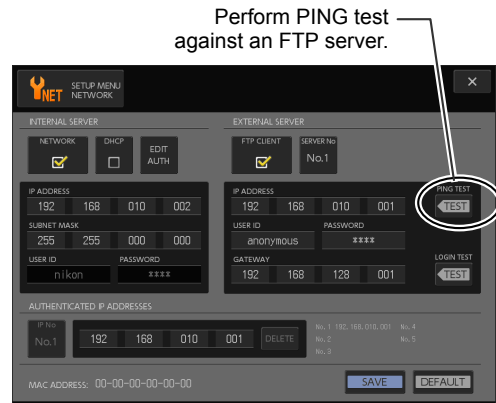 Perform PING test
against an FTP server.
NET SETUP MENU
NETWORK
×
INTERNAL SERVER
EXTERNAL SERVER
NETWORK DHCP EDIT AUTH
FTP CLIENT SERVER No
No.1
IP ADDRESS
192 168 010 002
SUBNET MASK
255 255 000 000
USER ID PASSWORD
nikon ****
IP ADDRESS
192 168 010 001
USER ID PASSWORD
anonymous ****
GATEWAY
192 168 128 001
PING TEST
TEST
LOGIN TEST
TEST
AUTHENTICATED IP ADDRESSES
IP No
No.1
192 168 010 001 DELETE
No.1 192,168,010,001 No.4
No.2 No.5
No.3
MAC ADDRESS: 00-00-00-00-00-00
SAVE DEFAULT